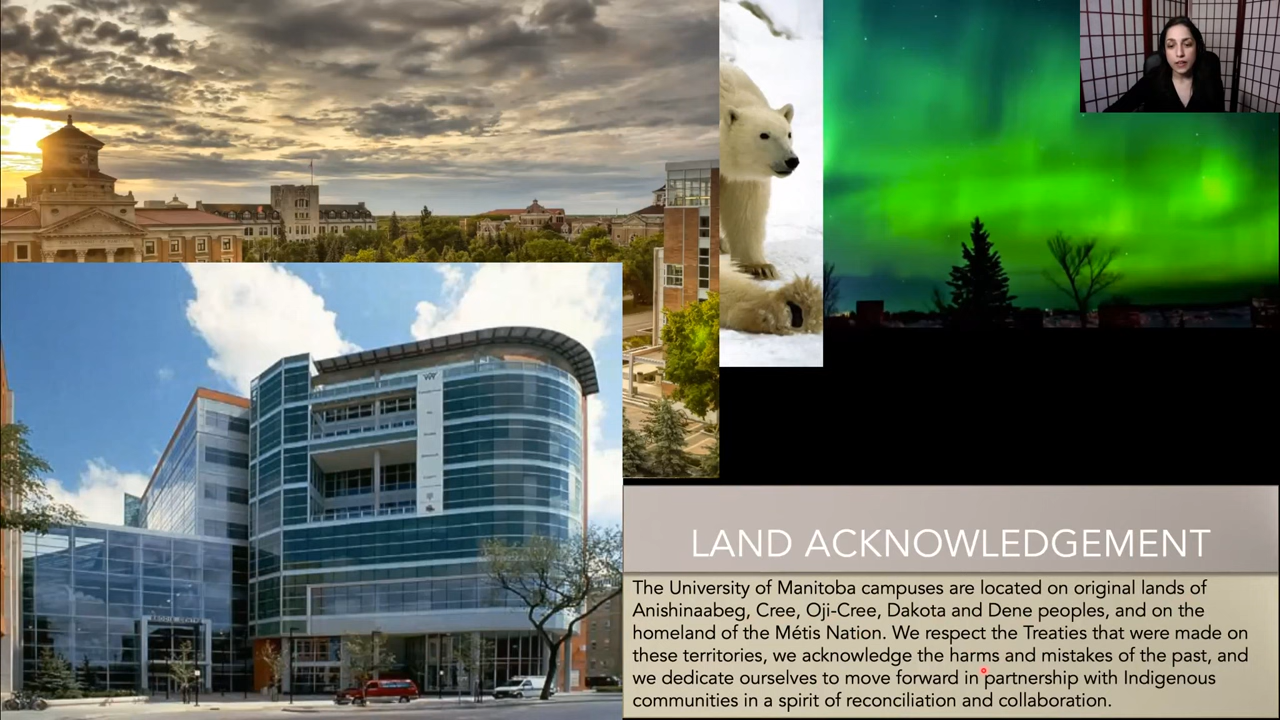 LAND ACKNOWLEDGEMENT
The University of Manitoba campuses are located on original lands of
Anishinaabeg, Cree, Oji-Cree, Dakota and Dene peoples, and on the
homeland of the Métis Nation. We respect the Treaties that were made on
these territories, we acknowledge the harms and mistakes of the past, and
we dedicate ourselves to move forward in partnership with Indigenous
communities in a spirit of reconciliation and collaboration.